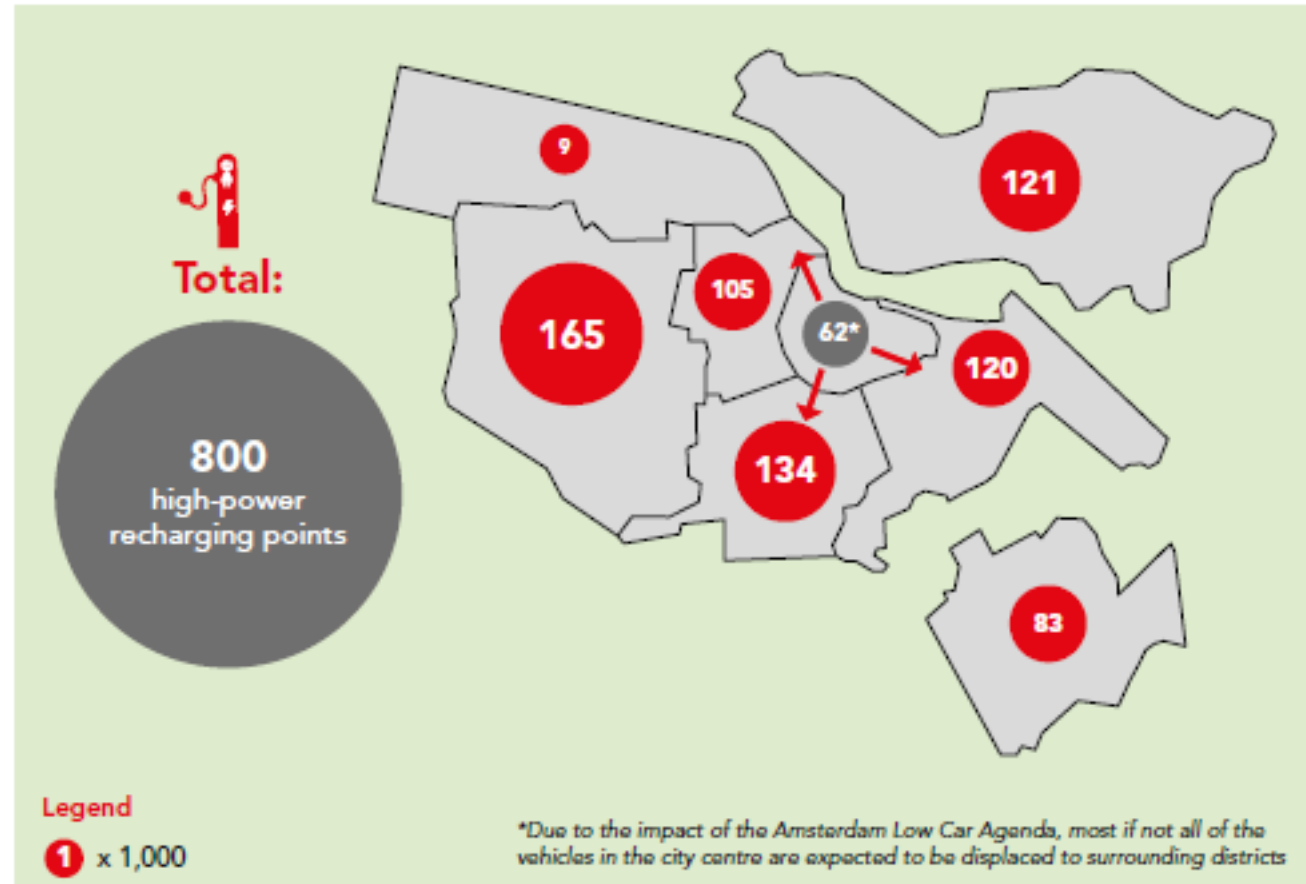 9
121
Total:
165
105
62*
120
800
high-power
recharging points
134
83
Legend
1 x 1,000
*Due to the impact of the Amsterdam Low Car Agenda, most if not all of the
vehicles in the city centre are expected to be displaced to surrounding districts